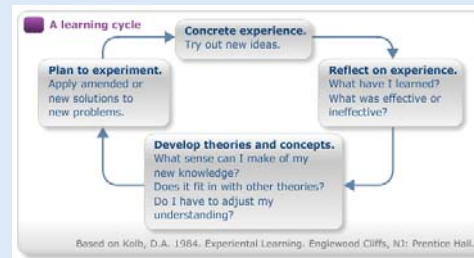 A learning cycle
Concrete experience.
Try out new ideas.
Plan to experiment.
Apply amended or
new solutions to
new problems.
Reflect on experience.
What have I learned?
What was effective or
ineffective?
Develop theories and concepts.
What sense can I make of my
new knowledge?
Does it fit in with other theories?
Do I have to adjust my
understanding?
Based on Kolb, D.A. 1984. Experiental Learning. Englewood Cliffs, NJ: Prentice Hall.